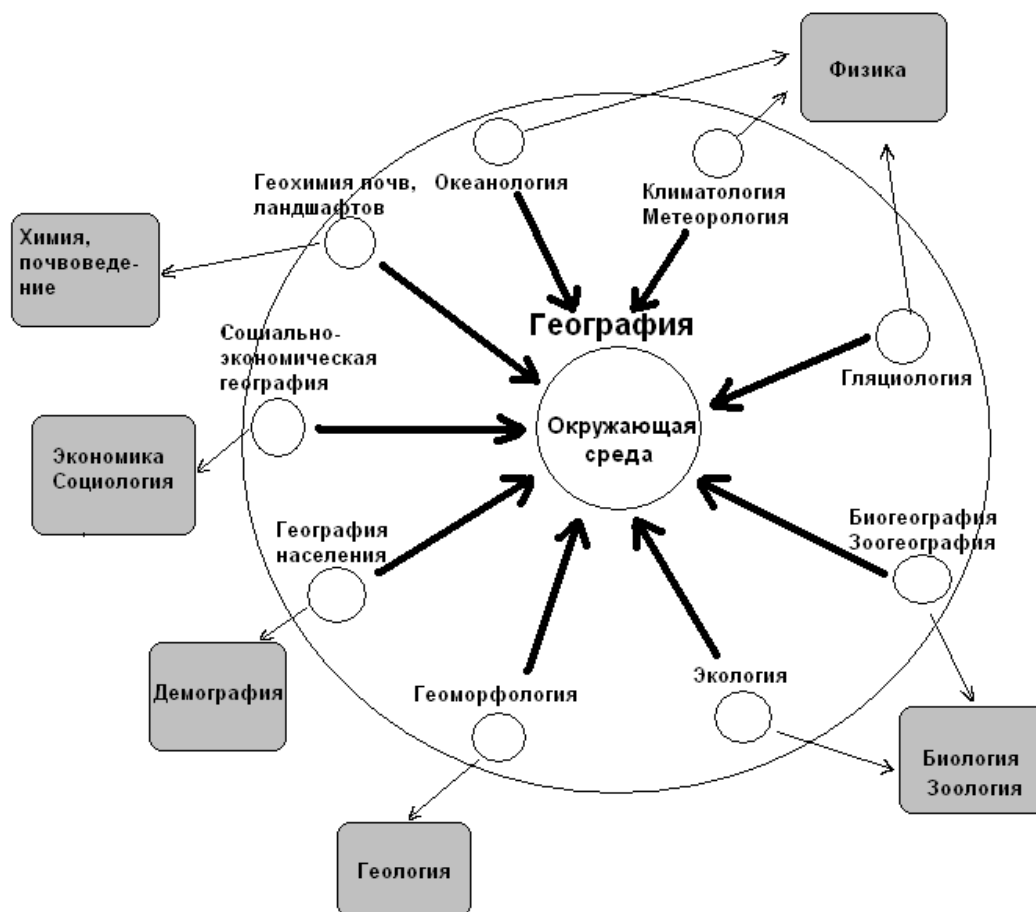 Физика
Геохимия почв,
ландшафтов
Океанология
Климатология
Метеорология
Химия,
почвоведе-
ние
География
Социально-
экономическая
география
Гляциология
Окружающая
среда
Экономика
Социология
География
населения
Биогеография
Зоогеография
Демография
Геоморфология
Экология
Биология
Зоология
Геология